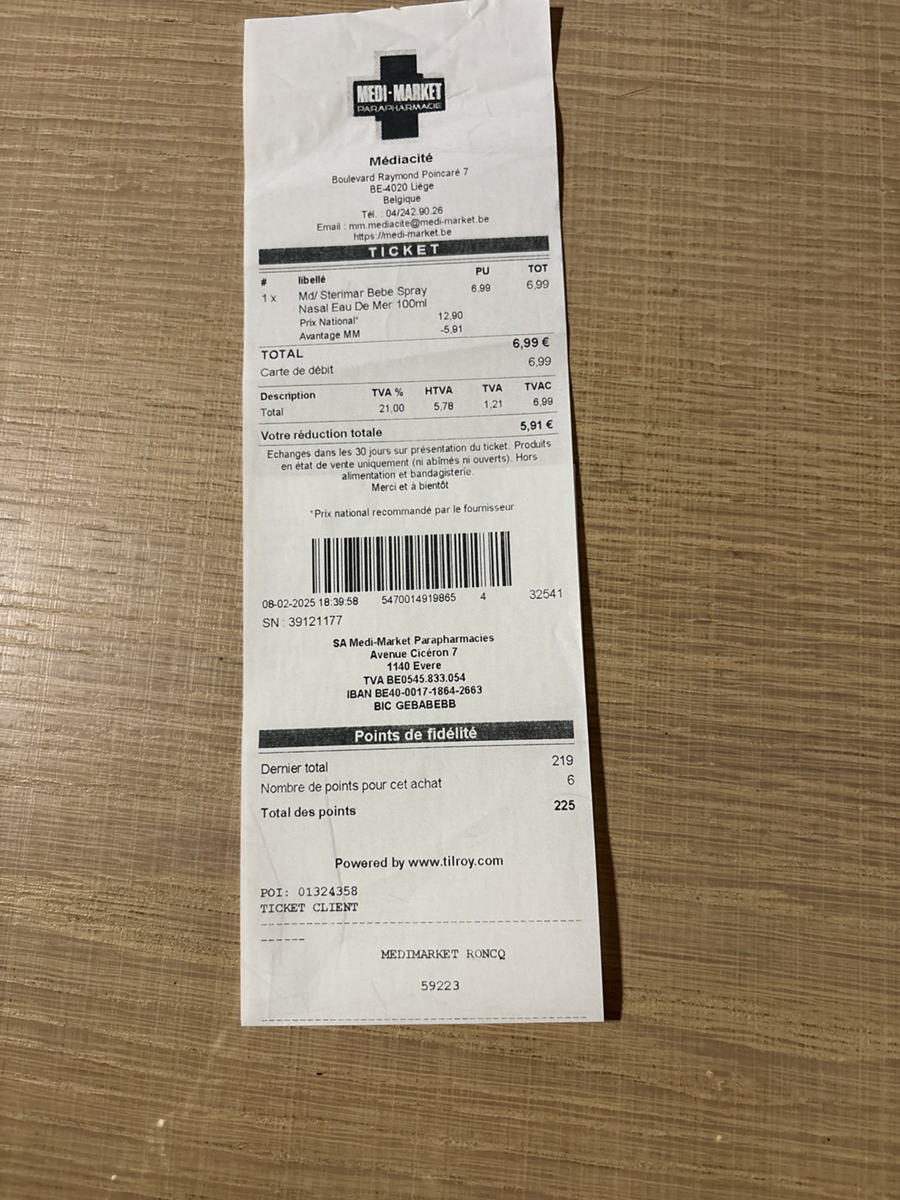 MEDI-MARKET
PARAPHARMACIE
Médiacité
Boulevard Raymond Poincaré 7
BE-4020 Liège
Belgique
Tél. : 04/242.90.26
Email : mm.mediacite@medi-market.be
https://medi-market.be
TICKET
# libellé PU TOT
1 x Md/ Sterimar Bebe Spray 6,99 6,99
Nasal Eau De Mer 100ml
Prix National* 12,90
Avantage MM -5,91
TOTAL 6,99 €
Carte de débit 6,99
Description TVA % HTVA TVA TVAC
Total 21,00 5,78 1,21 6,99
Votre réduction totale 5,91 €
Echanges dans les 30 jours sur présentation du ticket. Produits
en état de vente uniquement (ni abîmés ni ouverts). Hors
alimentation et bandagisterie.
Merci et à bientôt
*Prix national recommandé par le fournisseur
08-02-2025 18:39:58 5470014919865 4 32541
SN : 39121177
SA Medi-Market Parapharmacies
Avenue Cicéron 7
1140 Evere
TVA BE0545.833.054
IBAN BE40-0017-1864-2663
BIC GEBABEBB
Points de fidélité
Dernier total 219
Nombre de points pour cet achat 6
Total des points 225
Powered by www.tilroy.com
POI: 01324358
TICKET CLIENT
MEDIMARKET RONCQ
59223